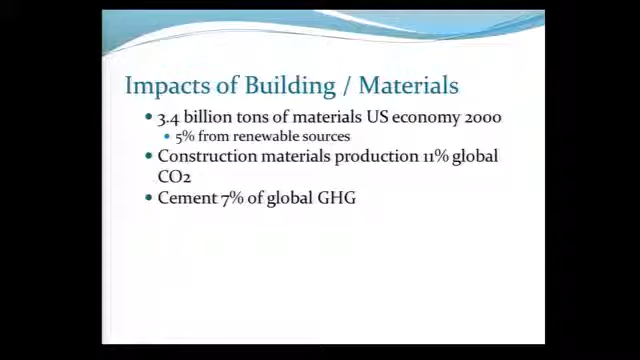 Impacts of Building / Materials
• 3.4 billion tons of materials US economy 2000
• 5% from renewable sources
• Construction materials production 11% global
CO2
• Cement 7% of global GHG